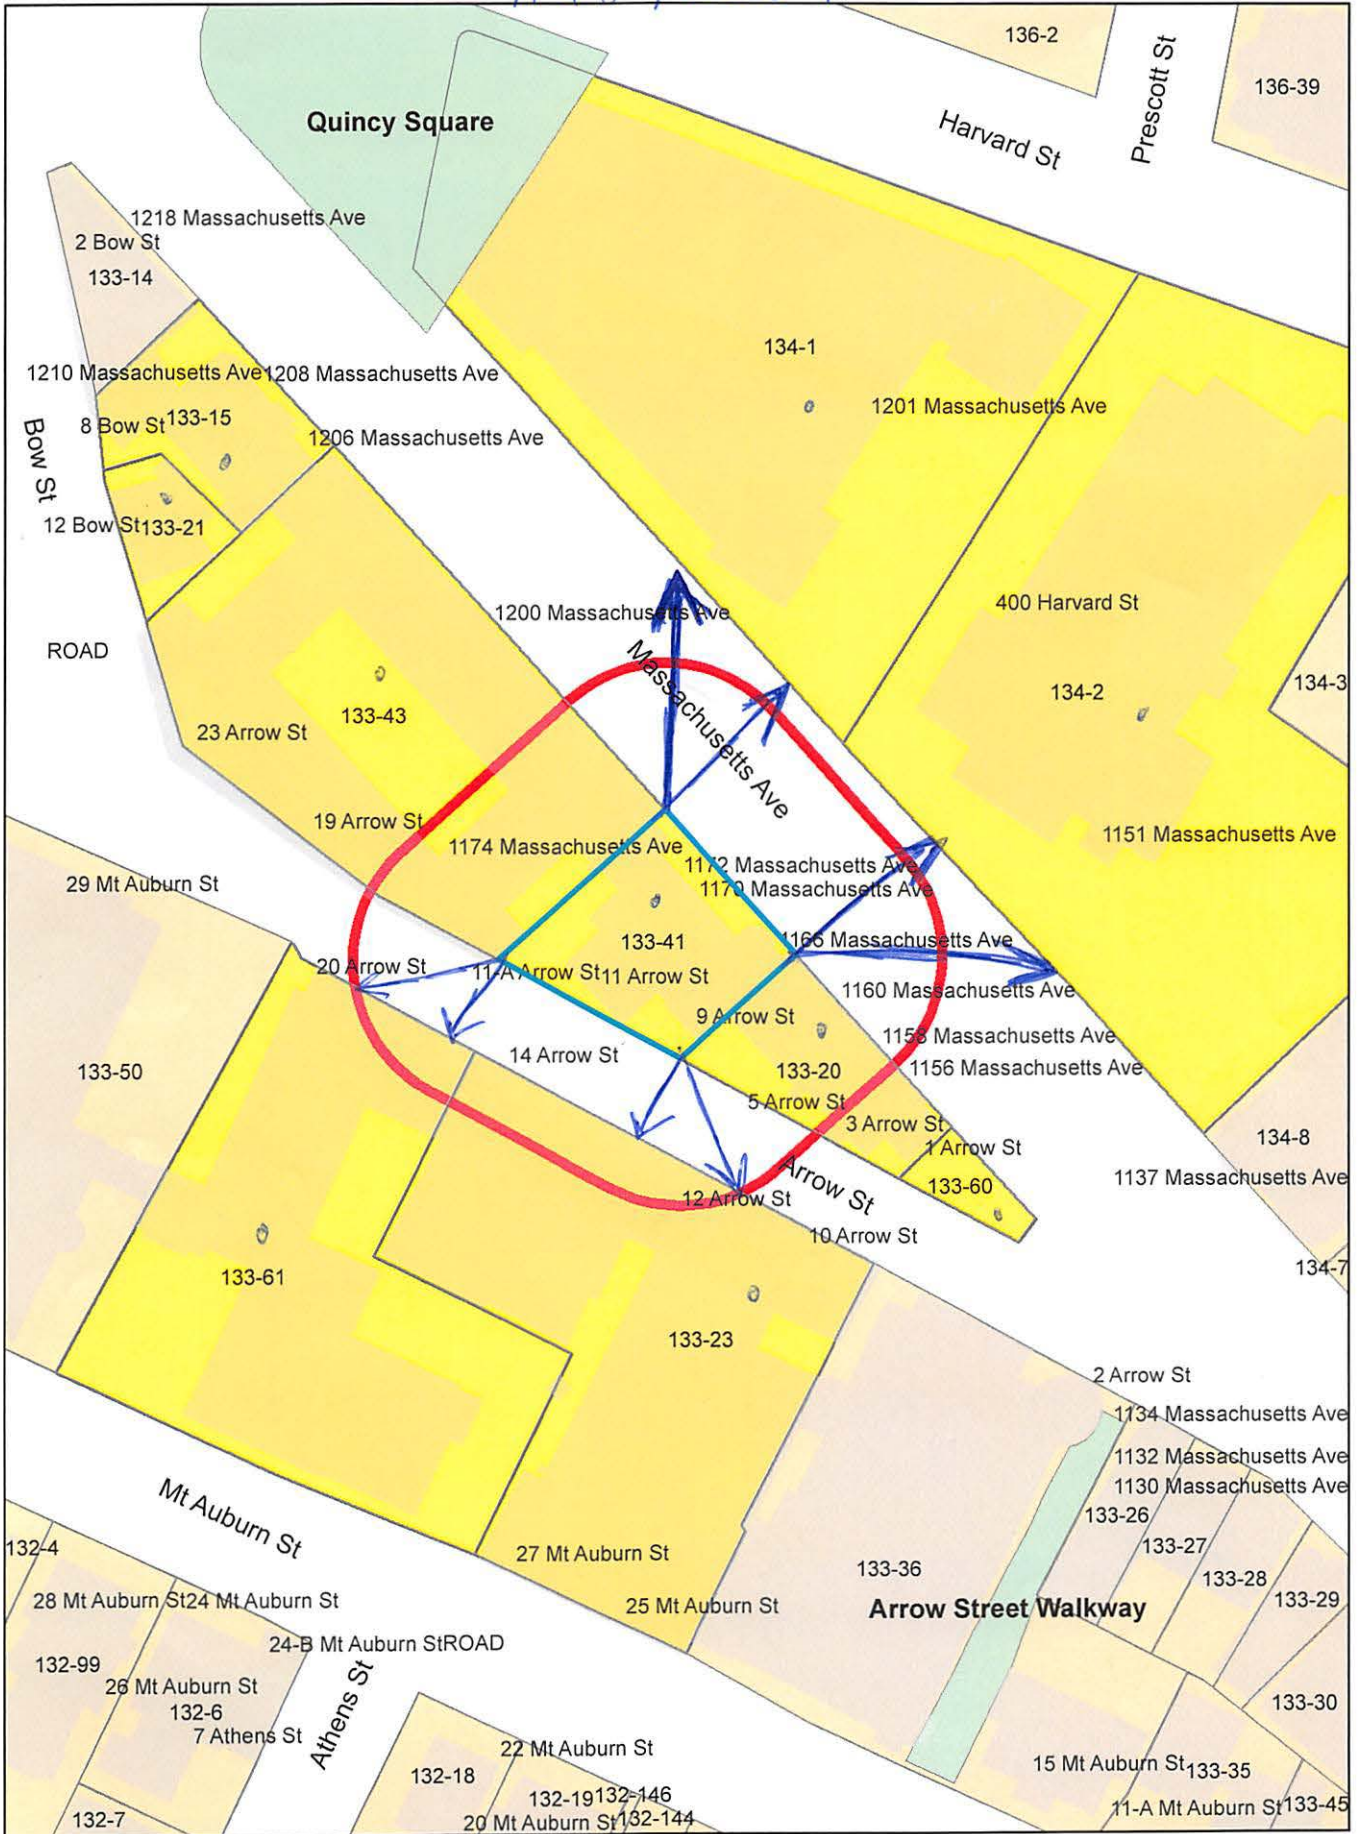 136-2
Prescott St
136-39
Quincy Square
Harvard St
1218 Massachusetts Ave
2 Bow St
133-14
134-1
1210 Massachusetts Ave
1208 Massachusetts Ave
1201 Massachusetts Ave
8 Bow St
133-15
1206 Massachusetts Ave
Bow St
12 Bow St
133-21
400 Harvard St
1200 Massachusetts Ave
ROAD
Massachusetts Ave
134-3
134-2
133-43
23 Arrow St
19 Arrow St
1174 Massachusetts Ave
1151 Massachusetts Ave
1172 Massachusetts Ave
29 Mt Auburn St
1170 Massachusetts Ave
133-41
1166 Massachusetts Ave
20 Arrow St
11-A Arrow St
11 Arrow St
1160 Massachusetts Ave
9 Arrow St
1158 Massachusetts Ave
14 Arrow St
1156 Massachusetts Ave
133-50
133-20
5 Arrow St
3 Arrow St
134-8
1 Arrow St
Arrow St
1137 Massachusetts Ave
133-60
12 Arrow St
10 Arrow St
134-7
133-61
133-23
2 Arrow St
1134 Massachusetts Ave
1132 Massachusetts Ave
1130 Massachusetts Ave
Mt Auburn St
133-26
132-4
133-27
27 Mt Auburn St
133-36
133-28
28 Mt Auburn St
24 Mt Auburn St
25 Mt Auburn St
Arrow Street Walkway
133-29
24-B Mt Auburn St
ROAD
132-99
26 Mt Auburn St
Athens St
132-6
133-30
7 Athens St
22 Mt Auburn St
15 Mt Auburn St
133-35
132-18
132-19
132-146
11-A Mt Auburn St
133-45
132-7
20 Mt Auburn St
132-144